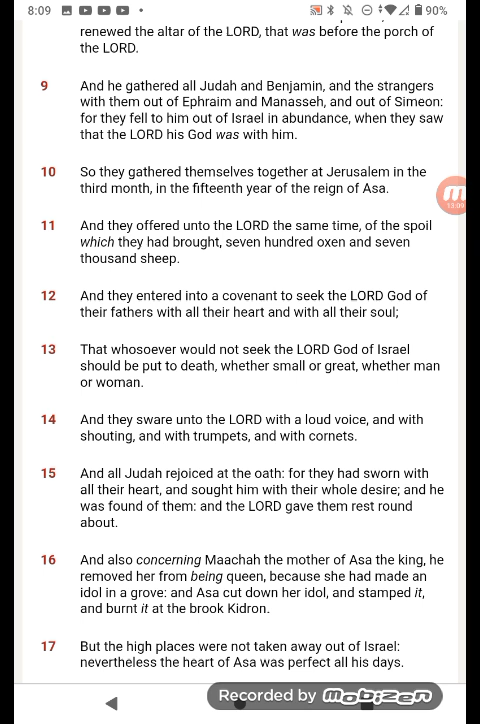 8:09
90%
renewed the altar of the LORD, that was before the porch of
the LORD.
9 And he gathered all Judah and Benjamin, and the strangers
with them out of Ephraim and Manasseh, and out of Simeon:
for they fell to him out of Israel in abundance, when they saw
that the LORD his God was with him.
10 So they gathered themselves together at Jerusalem in the
third month, in the fifteenth year of the reign of Asa.
11 And they offered unto the LORD the same time, of the spoil
which they had brought, seven hundred oxen and seven
thousand sheep.
12 And they entered into a covenant to seek the LORD God of
their fathers with all their heart and with all their soul;
13 That whosoever would not seek the LORD God of Israel
should be put to death, whether small or great, whether man
or woman.
14 And they sware unto the LORD with a loud voice, and with
shouting, and with trumpets, and with cornets.
15 And all Judah rejoiced at the oath: for they had sworn with
all their heart, and sought him with their whole desire; and he
was found of them: and the LORD gave them rest round
about.
16 And also concerning Maachah the mother of Asa the king, he
removed her from being queen, because she had made an
idol in a grove: and Asa cut down her idol, and stamped it,
and burnt it at the brook Kidron.
17 But the high places were not taken away out of Israel:
nevertheless the heart of Asa was perfect all his days.
Recorded by mobizen